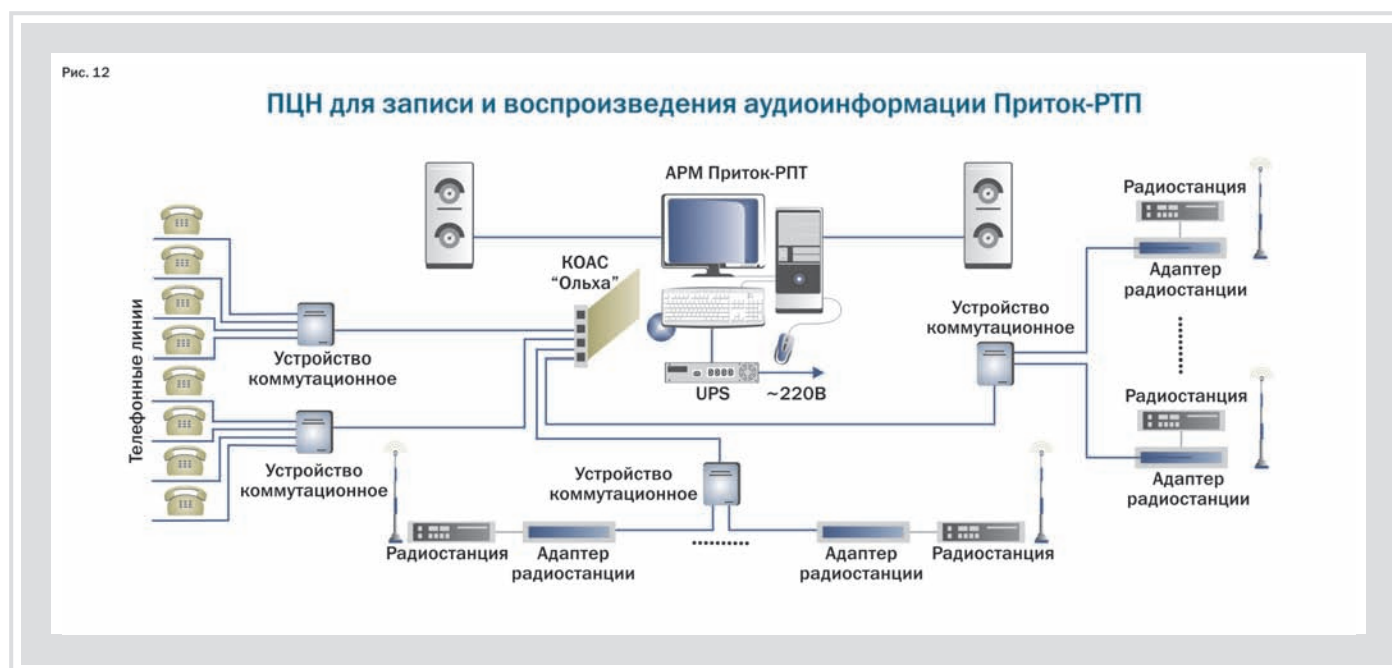 Рис. 12
ПЦН для записи и воспроизведения аудиоинформации Приток-РТП
АРМ Приток-РПТ
КОАС
“Ольха”
Телефонные линии
Устройство
коммутационное
Устройство
коммутационное
UPS
~220В
Устройство
коммутационное
Радиостанция
Адаптер
радиостанции
Радиостанция
Адаптер
радиостанции
Устройство
коммутационное
Радиостанция
Адаптер
радиостанции
Адаптер
радиостанции
Радиостанция